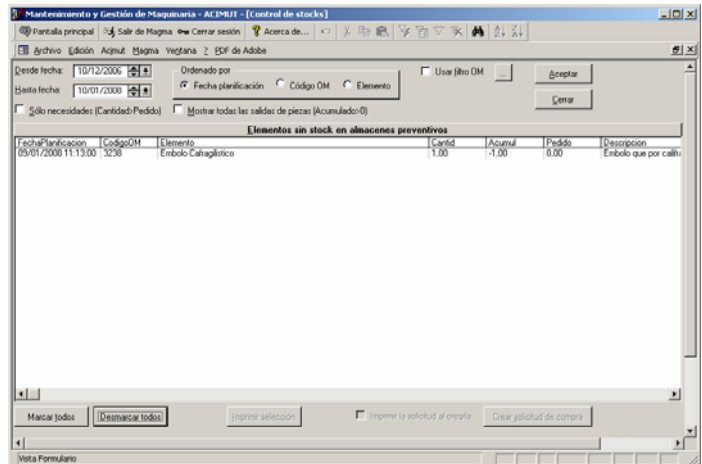 Mantenimiento y Gestión de Maquinaria - ACIMUT - [Control de stocks]
Pantalla principal Salir de Magma Cerrar sesión Acerca de...
Archivo Edición Acimut Magma Ventana ? PDF de Adobe
Desde fecha: 10/12/2006 Ordenado por Usar filtro OM ... Aceptar
Hasta fecha: 10/01/2008 Fecha planificación Código OM Elemento Cerrar
Sólo necesidades (Cantidad>Pedido) Mostrar todas las salidas de piezas (Acumulado>0)
Elementos sin stock en almacenes preventivos
FechaPlanificacion CodigoOM Elemento Cantid Acumul Pedido Descripcion
09/01/2008 11:13:00 3238 Embolo Cafragilistico 1.00 -1.00 0.00 Embolo que por califra
Marcar todos Desmarcar todos Imprimir selección Imprimir la solicitud al crearla Crear solicitud de compra
Vista Formulario